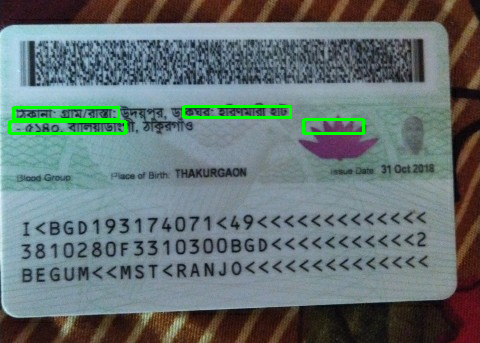 ঠিকানা: গ্রাম/রাস্তা: উদয়পুর, ডাকঘর: হরিণমারী হাট
- ৫১৪০, বালিয়াডাঙ্গী, ঠাকুরগাঁও
Blood Group Place of Birth: THAKURGAON Issue Date: 31 Oct 2018
I<BGD193174071<49<<<<<<<<<<<<<
3810280F3310300BGD<<<<<<<<<<<2
BEGUM<<MST<RANJO<<<<<<<<<<<<<<